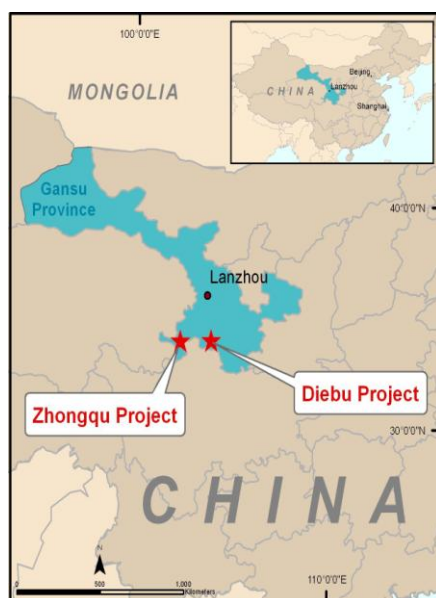 100°0'0"E
MONGOLIA
Beijing
Lanzhou
CHINA
Shanghai
Gansu
Province
40°0'0"N
Lanzhou
Zhongqu Project
Diebu Project
30°0'0"N
CHINA
N
0 500 1,000
Kilometers
110°0'0"E